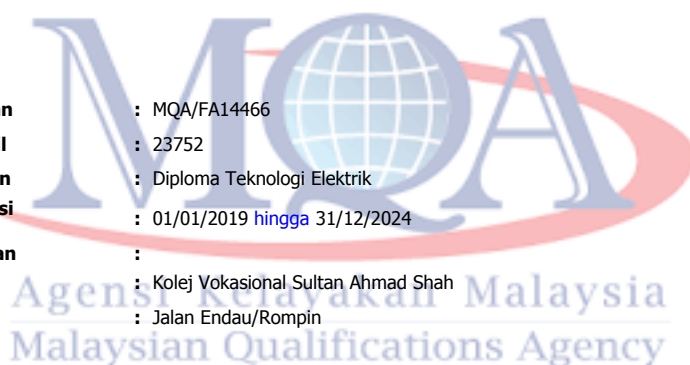 MQA
an : MQA/FA14466
l : 23752
n : Diploma Teknologi Elektrik
si : 01/01/2019 hingga 31/12/2024
an :
: Kolej Vokasional Sultan Ahmad Shah
: Jalan Endau/Rompin
Agensi Kelayakan Malaysia
Malaysian Qualifications Agency